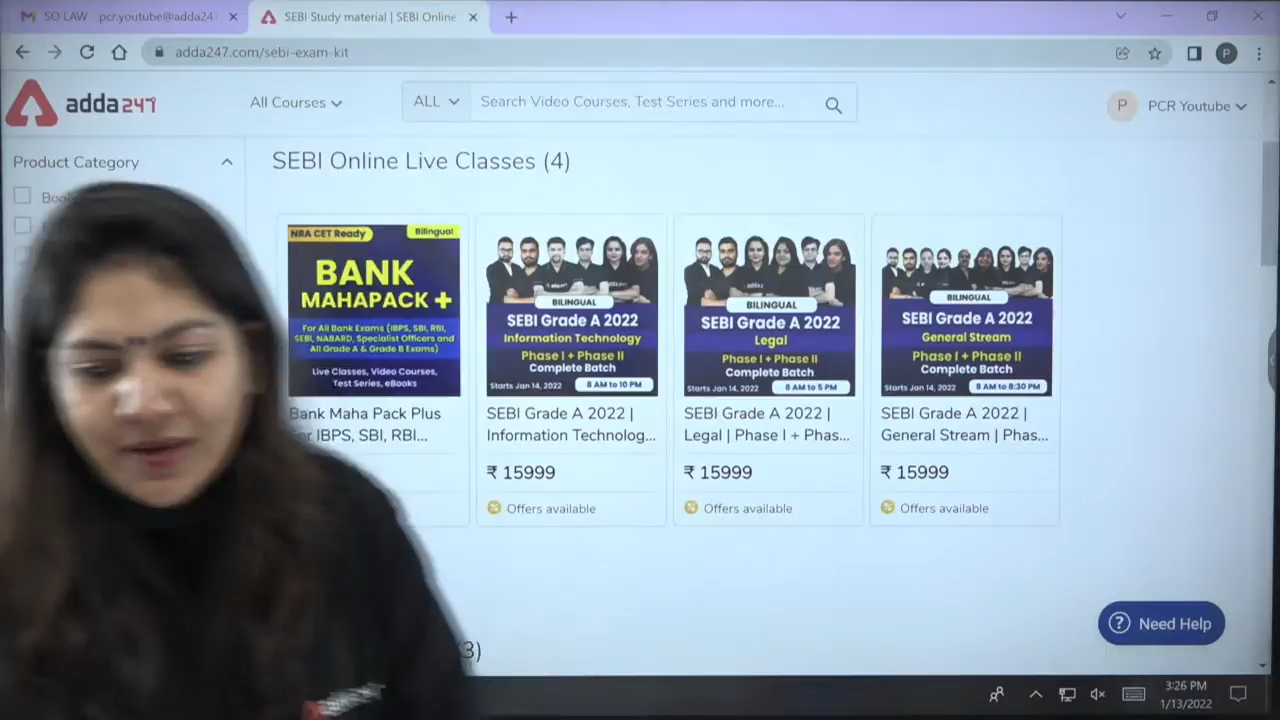 SO LAW pcr.youtube@adda247
SEBI Study material | SEBI Online
adda247.com/sebi-exam-kit
P
adda247
All Courses
ALL
Search Video Courses, Test Series and more...
P
PCR Youtube
Product Category
SEBI Online Live Classes (4)
NRA CET Ready
Bilingual
BANK
MAHAPACK +
For All Bank Exams (IBPS, SBI, RBI,
SEBI, NABARD, Specialist Officers and
All Grade A & Grade B Exams)
Live Classes, Video Courses,
Test Series, eBooks
Bank Maha Pack Plus
IBPS, SBI, RBI...
BILINGUAL
SEBI Grade A 2022
Information Technology
Phase I + Phase II
Complete Batch
Starts Jan 14, 2022
8 AM to 10 PM
SEBI Grade A 2022 |
Information Technolog...
₹ 15999
Offers available
BILINGUAL
SEBI Grade A 2022
Legal
Phase I + Phase II
Complete Batch
Starts Jan 14, 2022
8 AM to 5 PM
SEBI Grade A 2022 |
Legal | Phase I + Phas...
₹ 15999
Offers available
BILINGUAL
SEBI Grade A 2022
General Stream
Phase I + Phase II
Complete Batch
Starts Jan 14, 2022
8 AM to 8:30 PM
SEBI Grade A 2022 |
General Stream | Phas...
₹ 15999
Offers available
3)
? Need Help
3:26 PM
1/13/2022